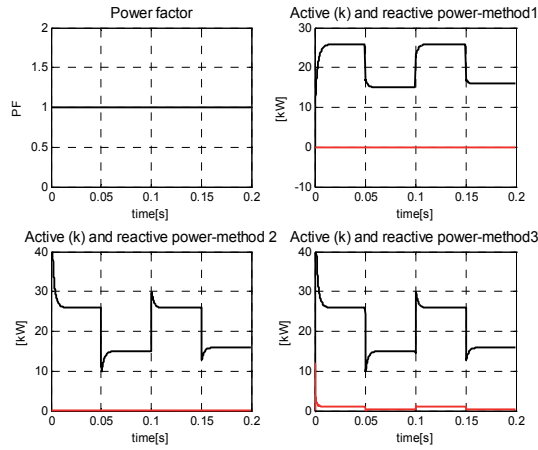 Power factor
2
1.5
1
0.5
0
PF
0 0.05 0.1 0.15 0.2
time[s]
Active (k) and reactive power-method1
30
20
10
0
-10
[kW]
0 0.05 0.1 0.15 0.2
time[s]
Active (k) and reactive power-method 2
40
30
20
10
0
[kW]
0 0.05 0.1 0.15 0.2
time[s]
Active (k) and reactive power-method3
40
30
20
10
0
[kW]
0 0.05 0.1 0.15 0.2
time[s]